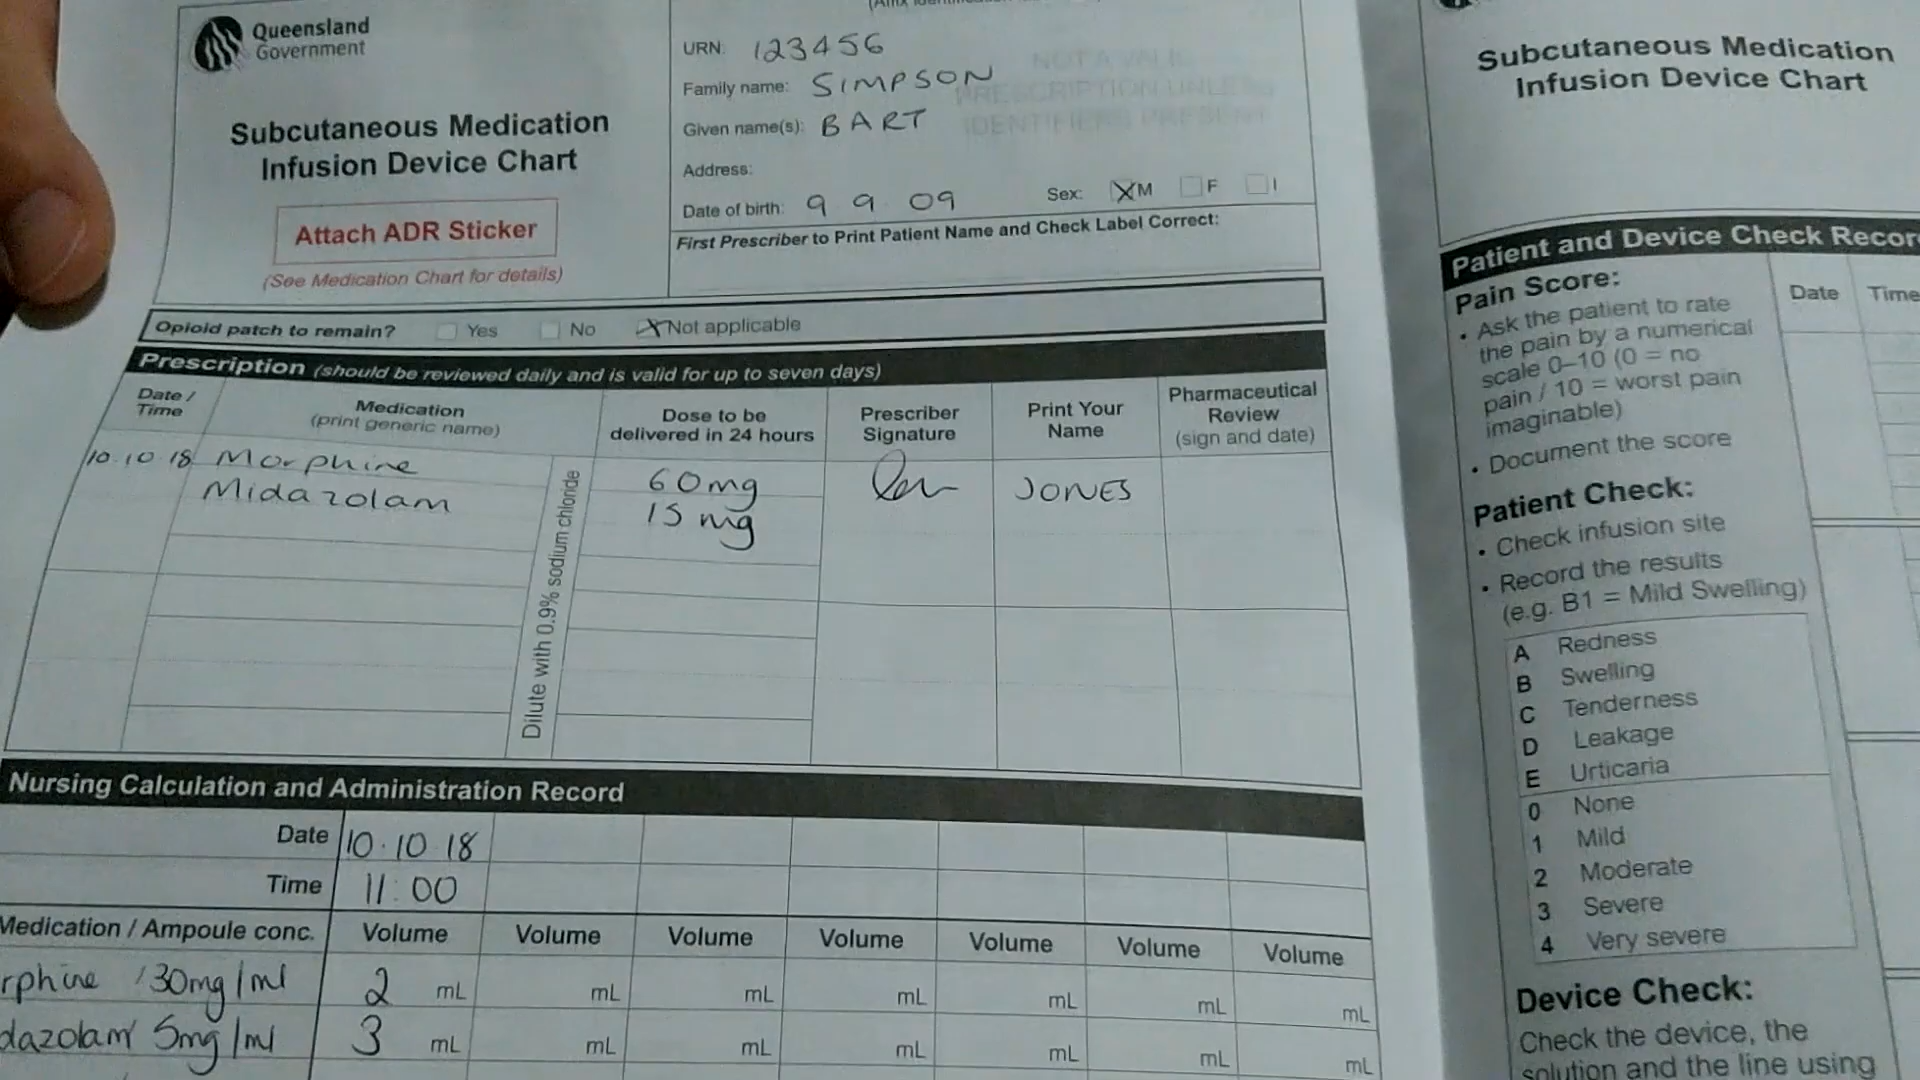 Queensland
Government
Subcutaneous Medication
Infusion Device Chart
Attach ADR Sticker
(See Medication Chart for details)
URN: 123456
NOT A VALID
Family name: SIMPSON
PRESCRIPTION UNLESS
Given name(s): BART
IDENTIFIERS PRESENT
Address:
Date of birth: 9 9 09 Sex: X M F I
First Prescriber to Print Patient Name and Check Label Correct:
Opioid patch to remain? Yes No X Not applicable
Prescription (should be reviewed daily and is valid for up to seven days)
Date / Time
Medication
(print generic name)
Dose to be
delivered in 24 hours
Prescriber
Signature
Print Your
Name
Pharmaceutical
Review
(sign and date)
10.10.18 Morphine 60mg JONES
Midazolam 15mg
Dilute with 0.9% sodium chloride
Nursing Calculation and Administration Record
Date 10.10.18
Time 11:00
Medication / Ampoule conc. Volume Volume Volume Volume Volume Volume Volume
rphine 30mg/ml 2 mL mL mL mL mL mL mL
dazolam 5mg/ml 3 mL mL mL mL mL mL mL
Subcutaneous Medication
Infusion Device Chart
Patient and Device Check Recor
Date Time
Pain Score:
• Ask the patient to rate
the pain by a numerical
scale 0–10 (0 = no
pain / 10 = worst pain
imaginable)
• Document the score
Patient Check:
• Check infusion site
• Record the results
(e.g. B1 = Mild Swelling)
A Redness
B Swelling
C Tenderness
D Leakage
E Urticaria
0 None
1 Mild
2 Moderate
3 Severe
4 Very severe
Device Check:
Check the device, the
solution and the line using